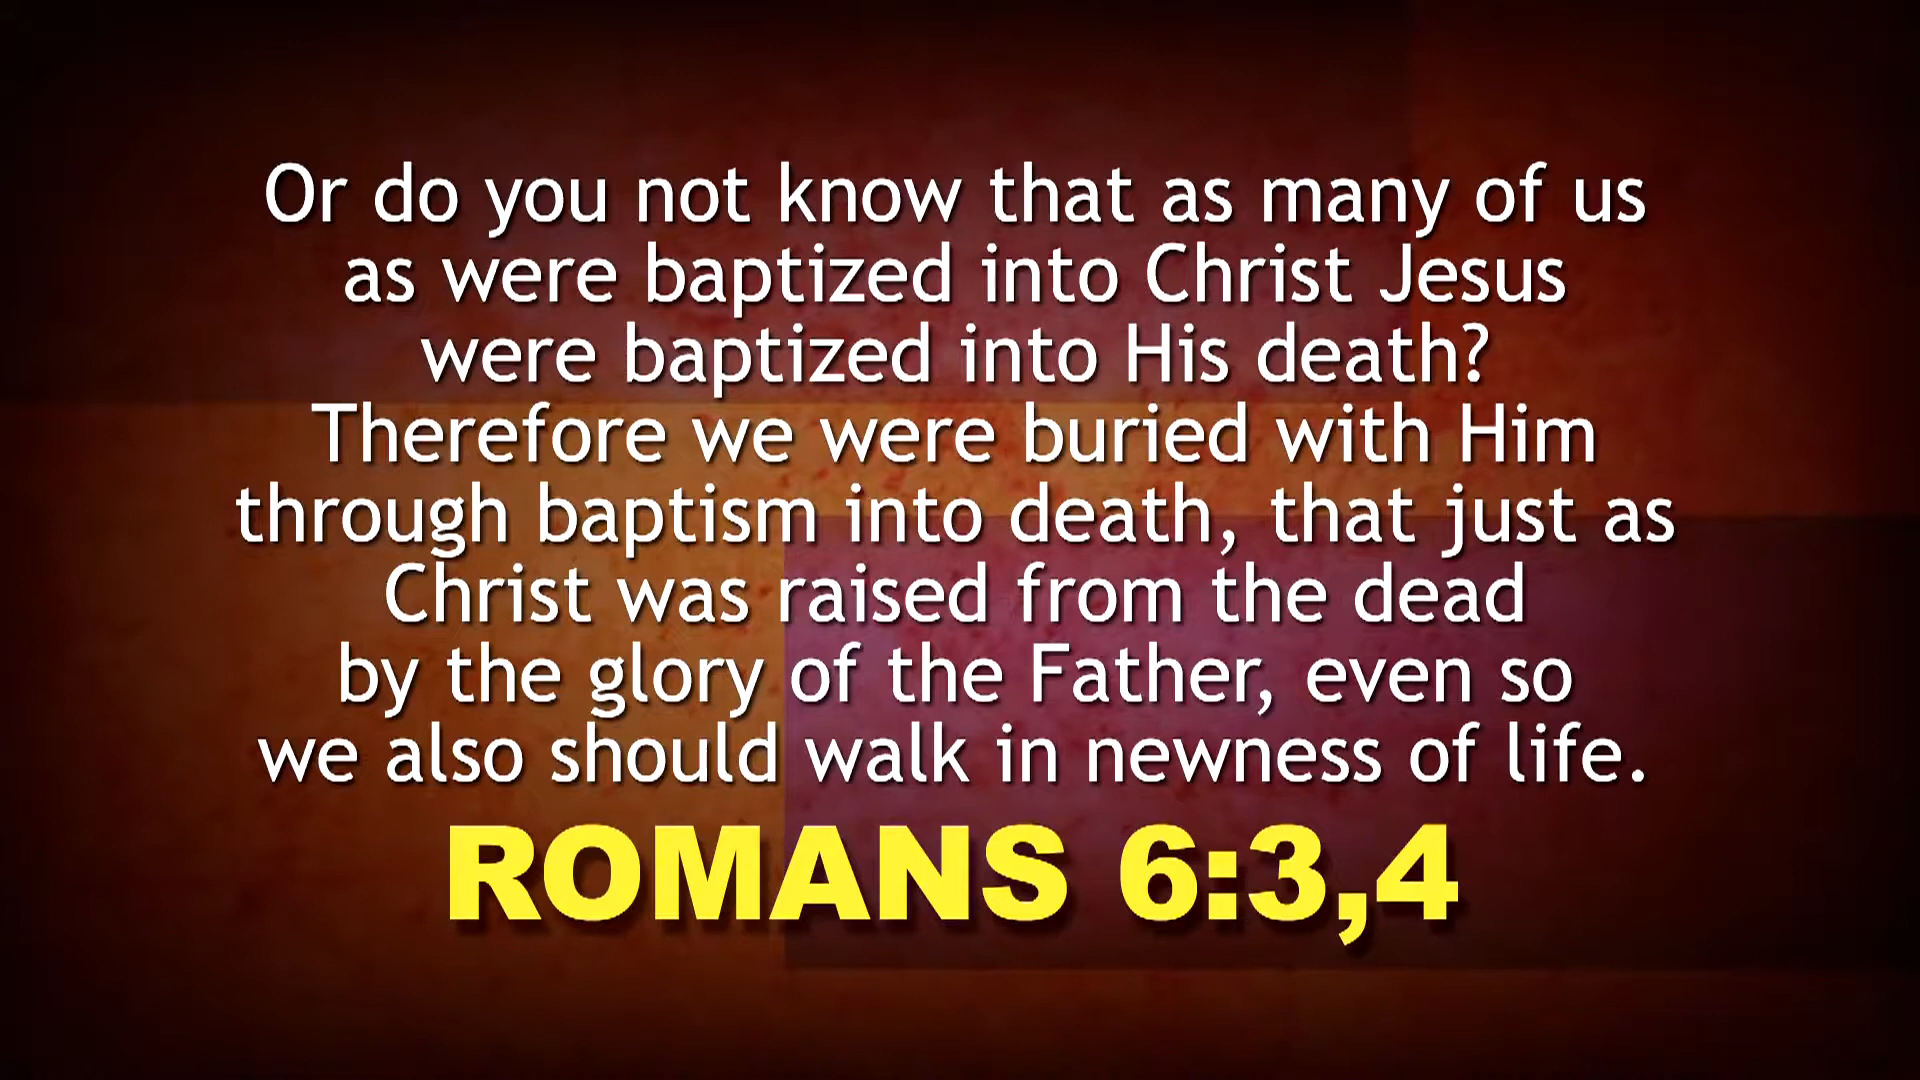 Or do you not know that as many of us
as were baptized into Christ Jesus
were baptized into His death?
Therefore we were buried with Him
through baptism into death, that just as
Christ was raised from the dead
by the glory of the Father, even so
we also should walk in newness of life.
ROMANS 6:3,4